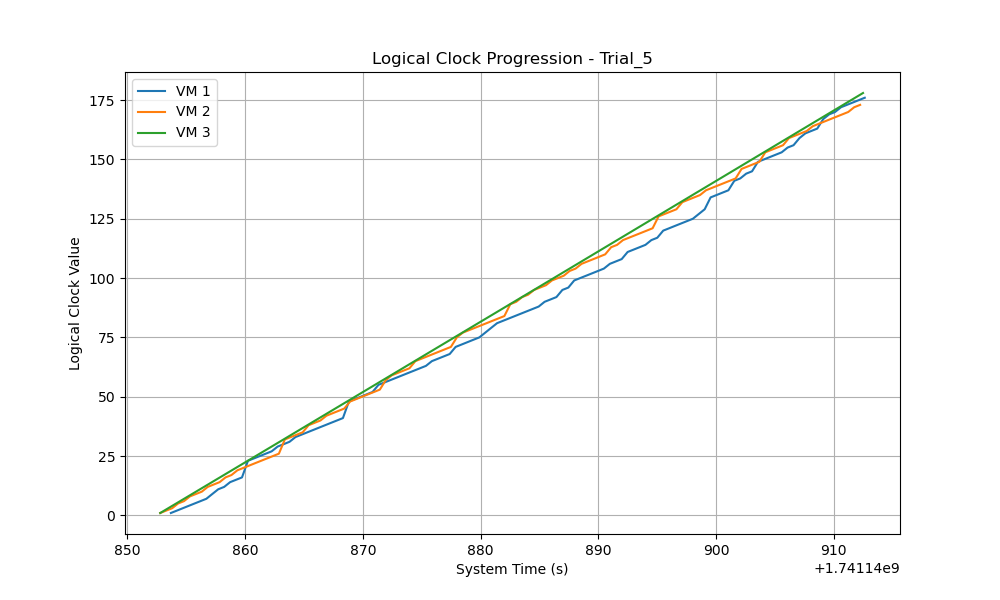 Logical Clock Progression - Trial_5
VM 1
VM 2
VM 3
Logical Clock Value
175
150
125
100
75
50
25
0
850 860 870 880 890 900 910
System Time (s)
+1.74114e9